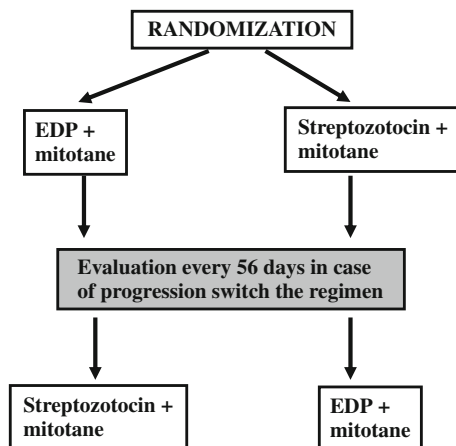 RANDOMIZATION
EDP +
mitotane
Streptozotocin +
mitotane
Evaluation every 56 days in case
of progression switch the regimen
Streptozotocin +
mitotane
EDP +
mitotane